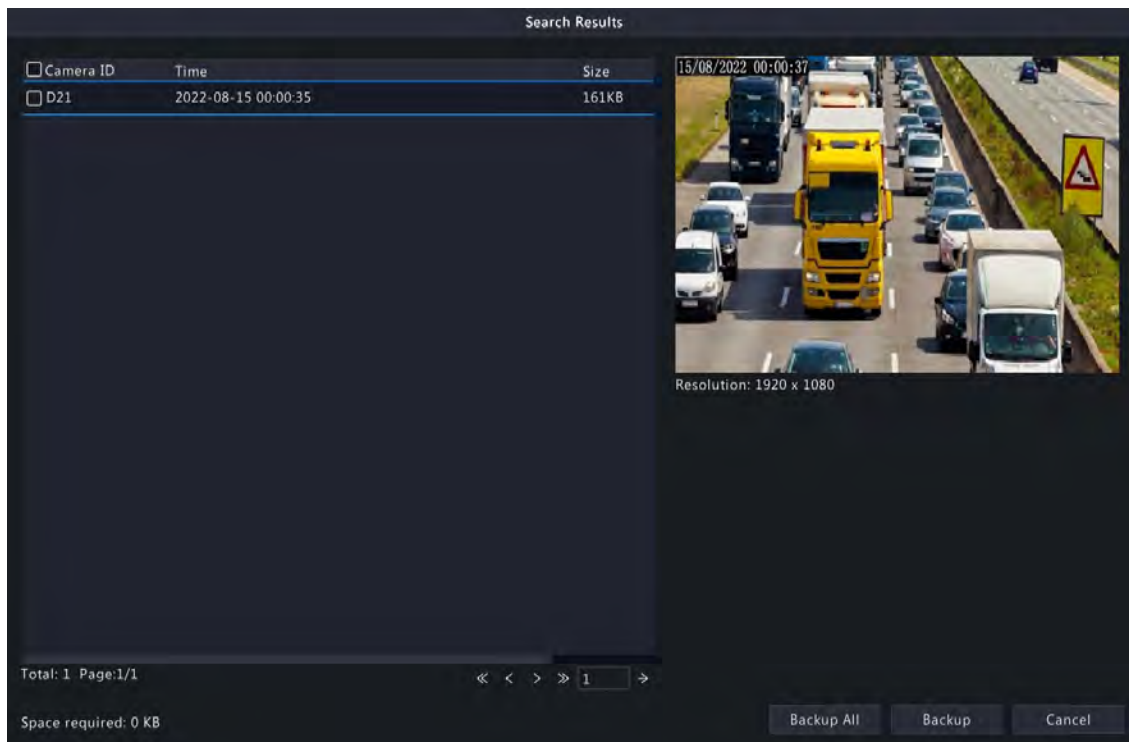 Search Results
Camera ID Time Size
D21 2022-08-15 00:00:35 161KB
15/08/2022 00:00:37
Resolution: 1920 x 1080
Total: 1 Page:1/1
≪ < > ≫ 1 →
Space required: 0 KB
Backup All Backup Cancel